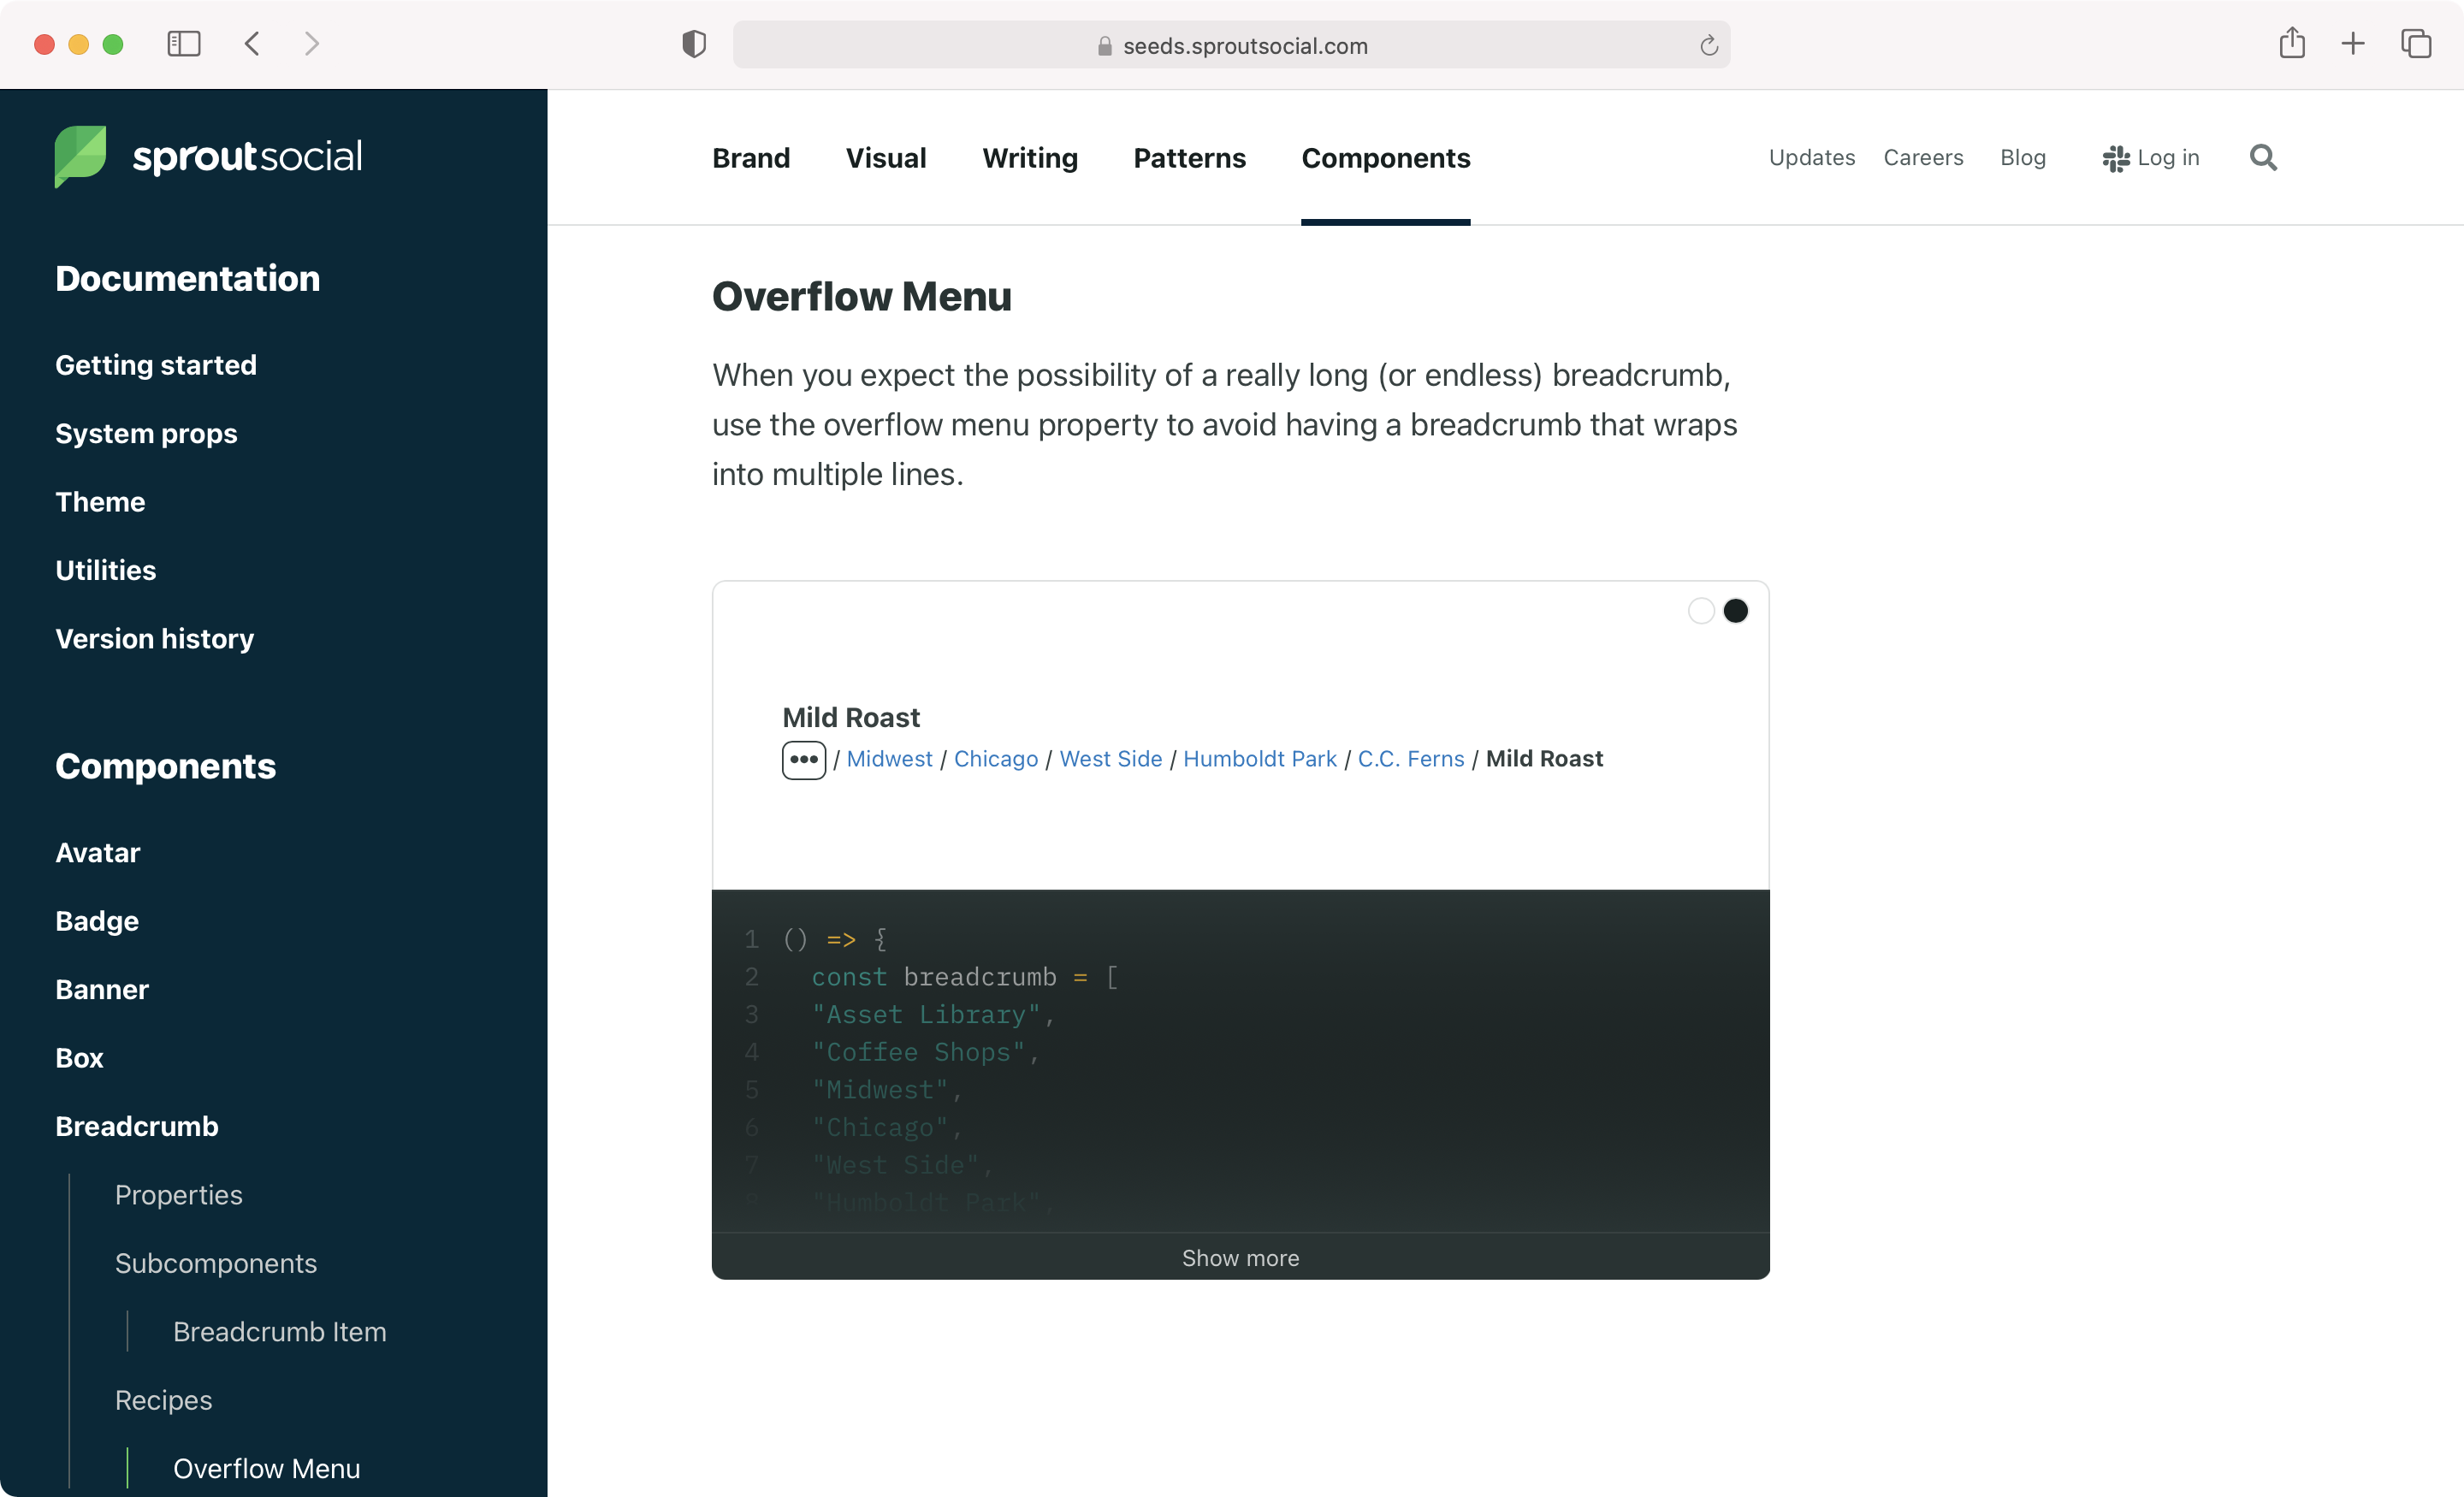 seeds.sproutsocial.com
sproutsocial
Documentation
Getting started
System props
Theme
Utilities
Version history
Components
Avatar
Badge
Banner
Box
Breadcrumb
Properties
Subcomponents
Breadcrumb Item
Recipes
Overflow Menu
Brand Visual Writing Patterns Components
Updates Careers Blog Log in
Overflow Menu
When you expect the possibility of a really long (or endless) breadcrumb,
use the overflow menu property to avoid having a breadcrumb that wraps
into multiple lines.
Mild Roast
••• / Midwest / Chicago / West Side / Humboldt Park / C.C. Ferns / Mild Roast
1 () => {
2 const breadcrumb = [
3 "Asset Library",
4 "Coffee Shops",
5 "Midwest",
6 "Chicago",
7 "West Side",
8 "Humboldt Park",
Show more